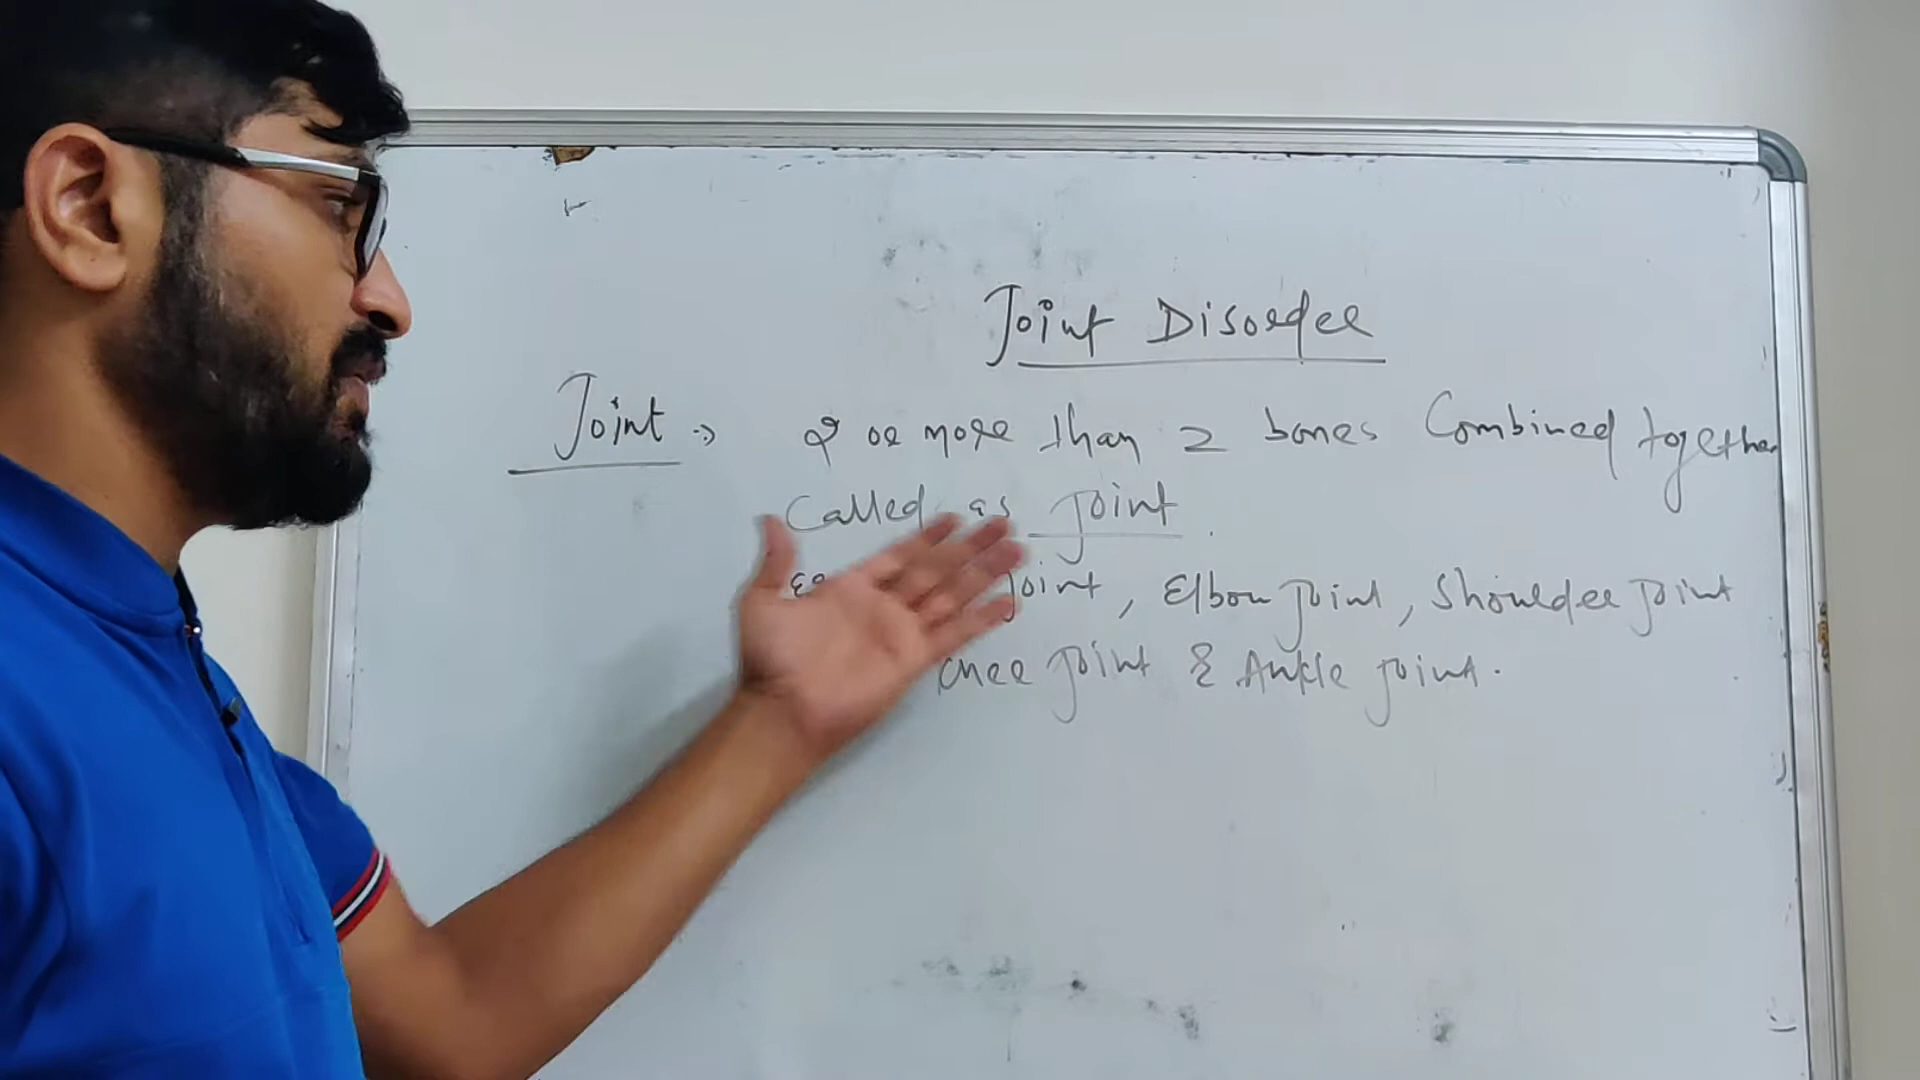 Joint Disorder
Joint → 2 or more than 2 bones Combined together
Called as joint.
eg joint, Elbow joint, Shoulder joint
knee joint & Ankle joint.